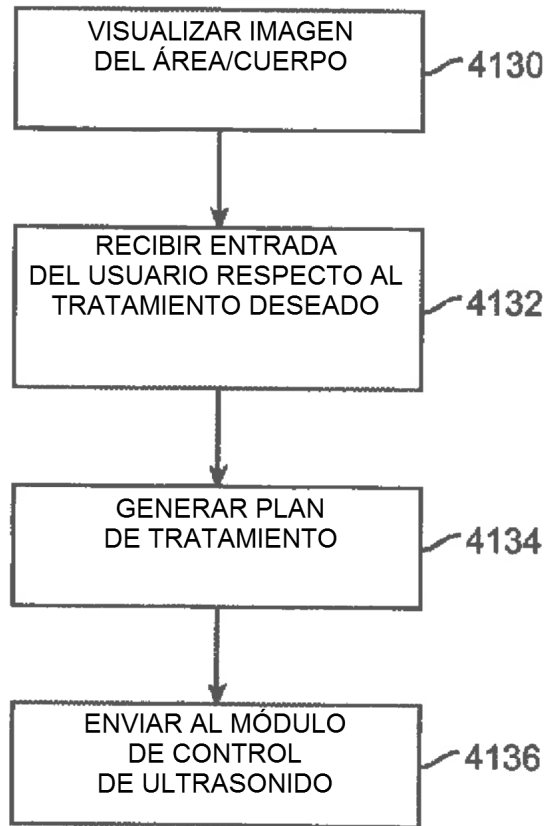 VISUALIZAR IMAGEN
DEL ÁREA/CUERPO
4130
RECIBIR ENTRADA
DEL USUARIO RESPECTO AL
TRATAMIENTO DESEADO
4132
GENERAR PLAN
DE TRATAMIENTO
4134
ENVIAR AL MÓDULO
DE CONTROL
DE ULTRASONIDO
4136